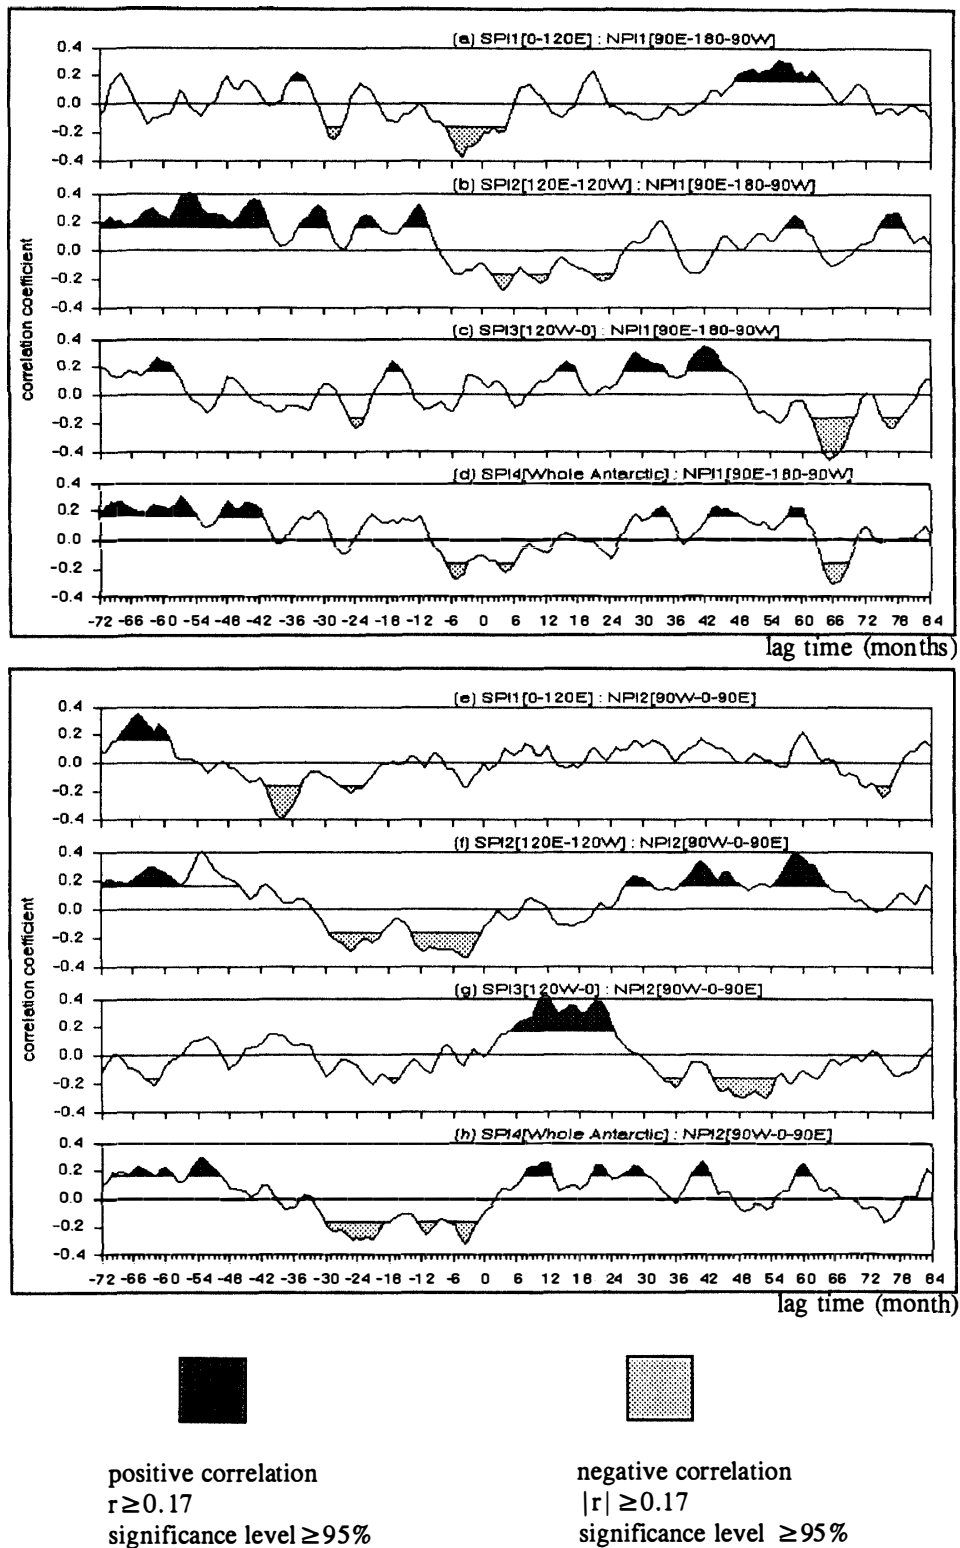 (a) SPI1[0-120E] : NPI1[90E-180-90W]
0.4
0.2
0.0
-0.2
-0.4
(b) SPI2[120E-120W] : NPI1[90E-180-90W]
0.4
0.2
0.0
-0.2
-0.4
correlation coefficient
(c) SPI3[120W-0] : NPI1[90E-180-90W]
0.4
0.2
0.0
-0.2
-0.4
(d) SPI4[Whole Antarctic] : NPI1[90E-180-90W]
0.4
0.2
0.0
-0.2
-0.4
-72 -66 -60 -54 -48 -42 -36 -30 -24 -18 -12 -6 0 6 12 18 24 30 36 42 48 54 60 66 72 78 84
lag time (months)
(e) SPI1[0-120E] : NPI2[90W-0-90E]
0.4
0.2
0.0
-0.2
-0.4
(f) SPI2[120E-120W] : NPI2[90W-0-90E]
0.4
0.2
0.0
-0.2
-0.4
correlation coefficient
(g) SPI3[120W-0] : NPI2[90W-0-90E]
0.4
0.2
0.0
-0.2
-0.4
(h) SPI4[Whole Antarctic] : NPI2[90W-0-90E]
0.4
0.2
0.0
-0.2
-0.4
-72 -66 -60 -54 -48 -42 -36 -30 -24 -18 -12 -6 0 6 12 18 24 30 36 42 48 54 60 66 72 78 84
lag time (month)
positive correlation
r≥0.17
significance level≥95%
negative correlation
|r| ≥0.17
significance level ≥95%